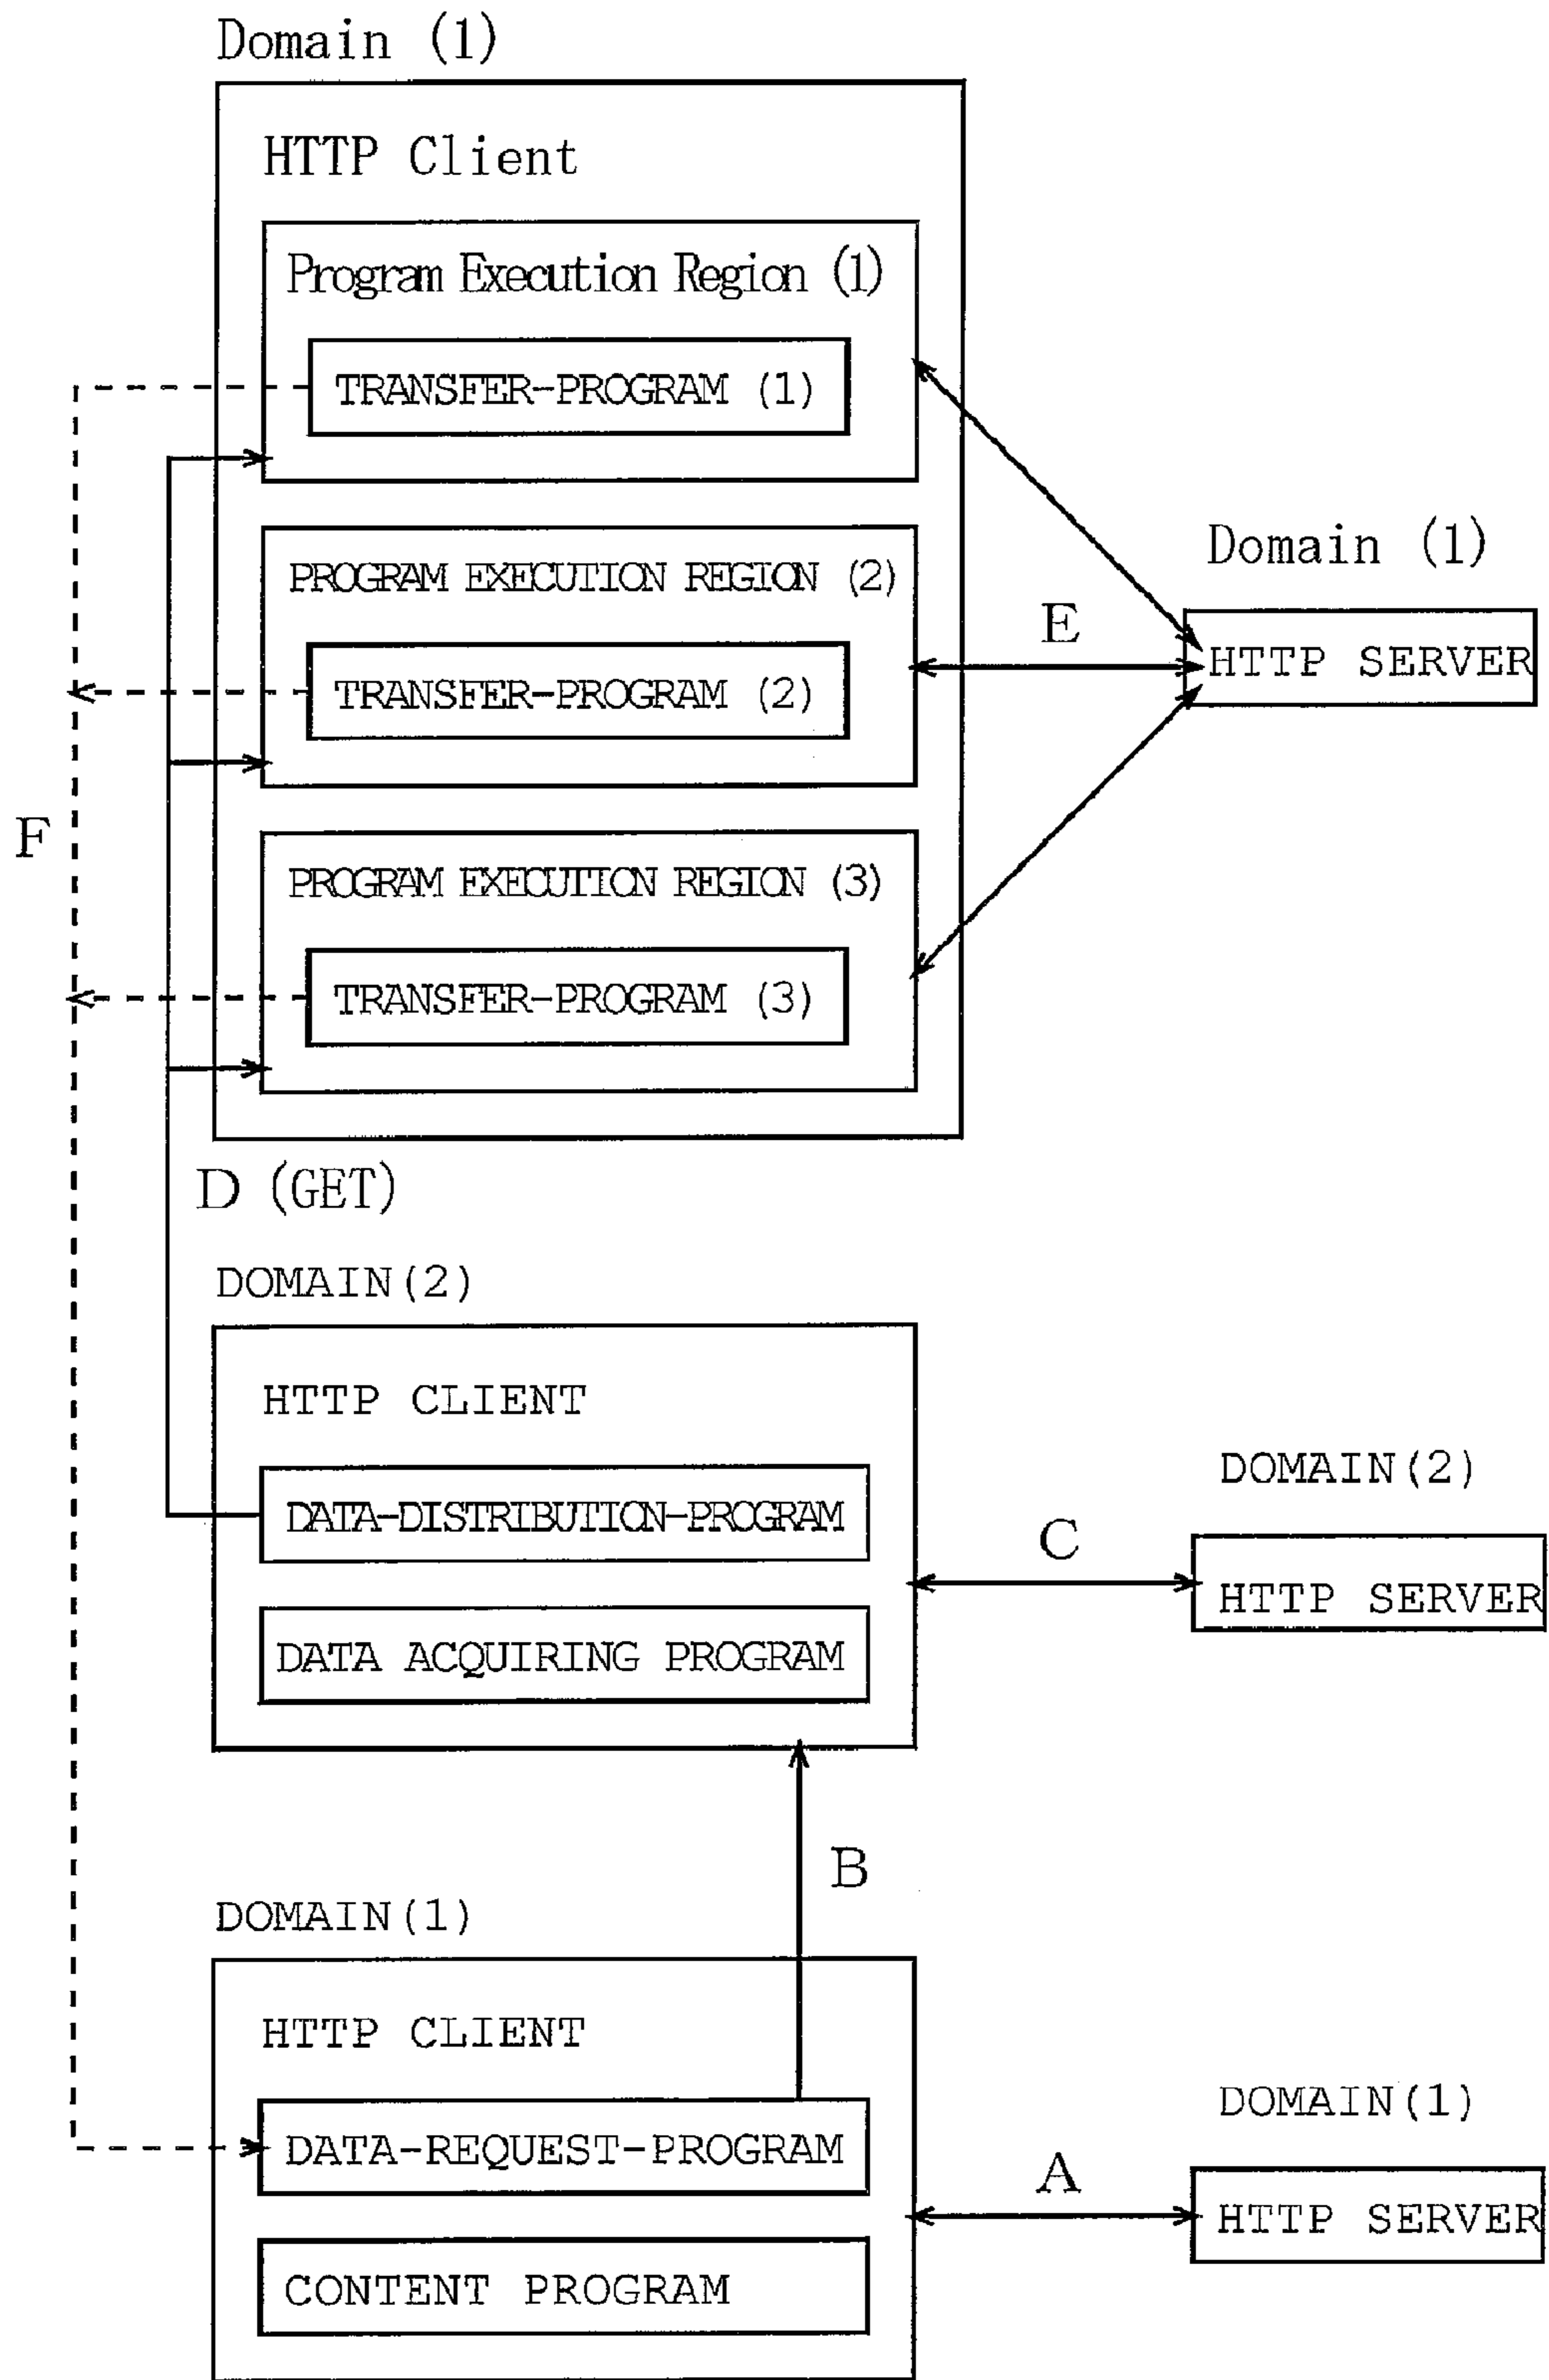 Domain (1)
HTTP Client
Program Execution Region (1)
TRANSFER-PROGRAM (1)
PROGRAM EXECUTION REGION (2)
TRANSFER-PROGRAM (2)
PROGRAM EXECUTION REGION (3)
TRANSFER-PROGRAM (3)
Domain (1)
HTTP SERVER
E
F
D (GET)
DOMAIN(2)
HTTP CLIENT
DATA-DISTRIBUTION-PROGRAM
DATA ACQUIRING PROGRAM
DOMAIN(2)
HTTP SERVER
C
B
DOMAIN(1)
HTTP CLIENT
DATA-REQUEST-PROGRAM
CONTENT PROGRAM
DOMAIN(1)
HTTP SERVER
A